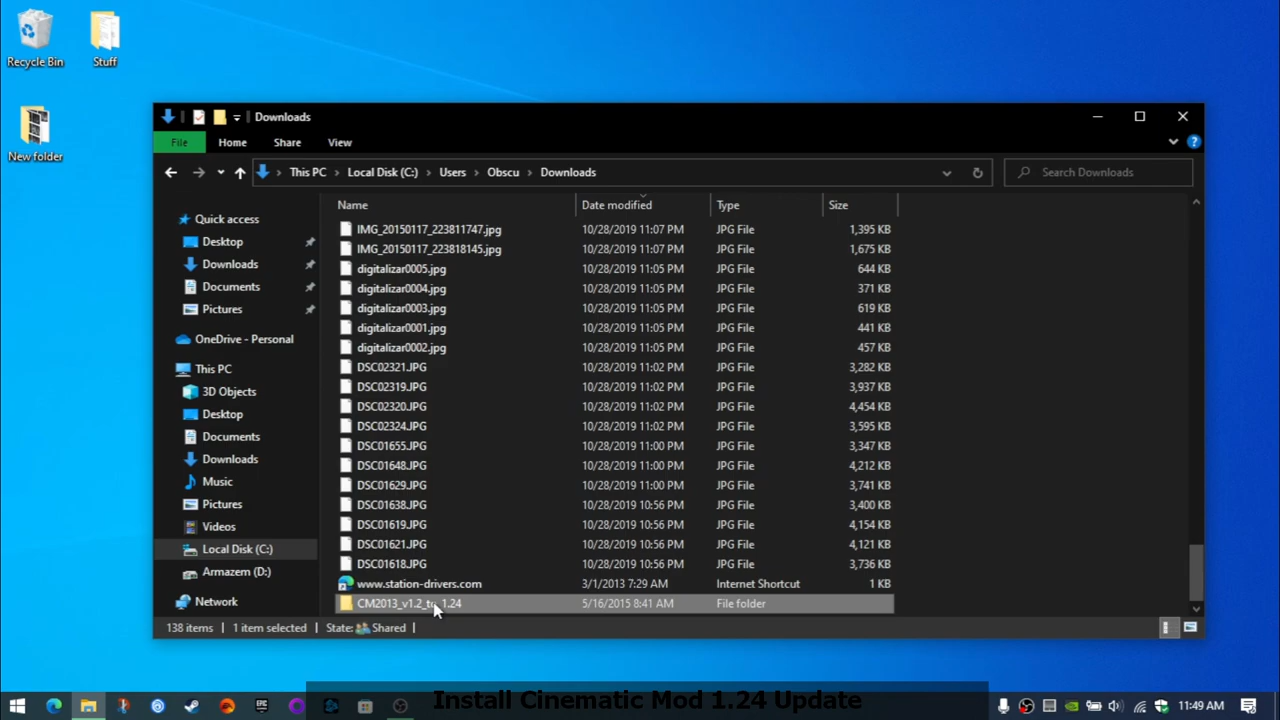 Recycle Bin
Stuff
New folder
Downloads
File Home Share View
This PC Local Disk (C:) Users Obscu Downloads
Search Downloads
Name Date modified Type Size
Quick access
Desktop
Downloads
Documents
Pictures
OneDrive - Personal
This PC
3D Objects
Desktop
Documents
Downloads
Music
Pictures
Videos
Local Disk (C:)
Armazem (D:)
Network
IMG_20150117_223811747.jpg 10/28/2019 11:07 PM JPG File 1,395 KB
IMG_20150117_223818145.jpg 10/28/2019 11:07 PM JPG File 1,675 KB
digitalizar0005.jpg 10/28/2019 11:05 PM JPG File 644 KB
digitalizar0004.jpg 10/28/2019 11:05 PM JPG File 371 KB
digitalizar0003.jpg 10/28/2019 11:05 PM JPG File 619 KB
digitalizar0001.jpg 10/28/2019 11:05 PM JPG File 441 KB
digitalizar0002.jpg 10/28/2019 11:05 PM JPG File 457 KB
DSC02321.JPG 10/28/2019 11:02 PM JPG File 3,282 KB
DSC02319.JPG 10/28/2019 11:02 PM JPG File 3,937 KB
DSC02320.JPG 10/28/2019 11:02 PM JPG File 4,454 KB
DSC02324.JPG 10/28/2019 11:02 PM JPG File 3,595 KB
DSC01655.JPG 10/28/2019 11:00 PM JPG File 3,347 KB
DSC01648.JPG 10/28/2019 11:00 PM JPG File 4,212 KB
DSC01629.JPG 10/28/2019 11:00 PM JPG File 3,741 KB
DSC01638.JPG 10/28/2019 10:56 PM JPG File 3,400 KB
DSC01619.JPG 10/28/2019 10:56 PM JPG File 4,154 KB
DSC01621.JPG 10/28/2019 10:56 PM JPG File 4,121 KB
DSC01618.JPG 10/28/2019 10:56 PM JPG File 3,736 KB
www.station-drivers.com 3/1/2013 7:29 AM Internet Shortcut 1 KB
CM2013_v1.2_to_1.24 5/16/2015 8:41 AM File folder
138 items 1 item selected State: Shared
Install Cinematic Mod 1.24 Update
EPIC
11:49 AM